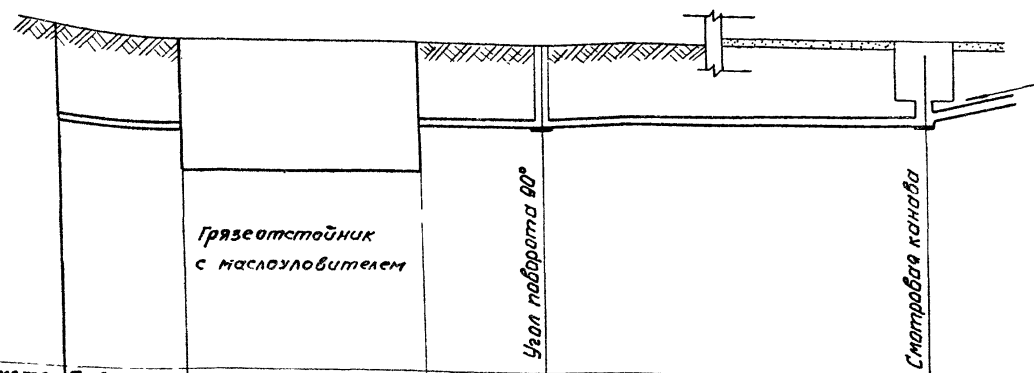 Грязеотстойник
с маслоуловителем
Угол поворота 90°
Смотровая канава